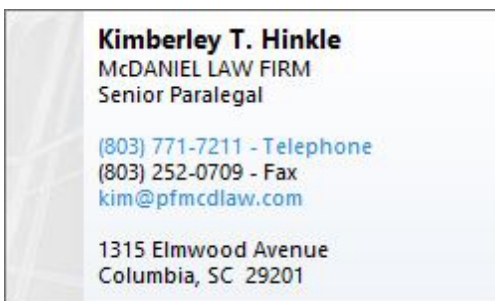 Kimberley T. Hinkle
McDANIEL LAW FIRM
Senior Paralegal
(803) 771-7211 - Telephone
(803) 252-0709 - Fax
kim@pfmcdlaw.com
1315 Elmwood Avenue
Columbia, SC 29201